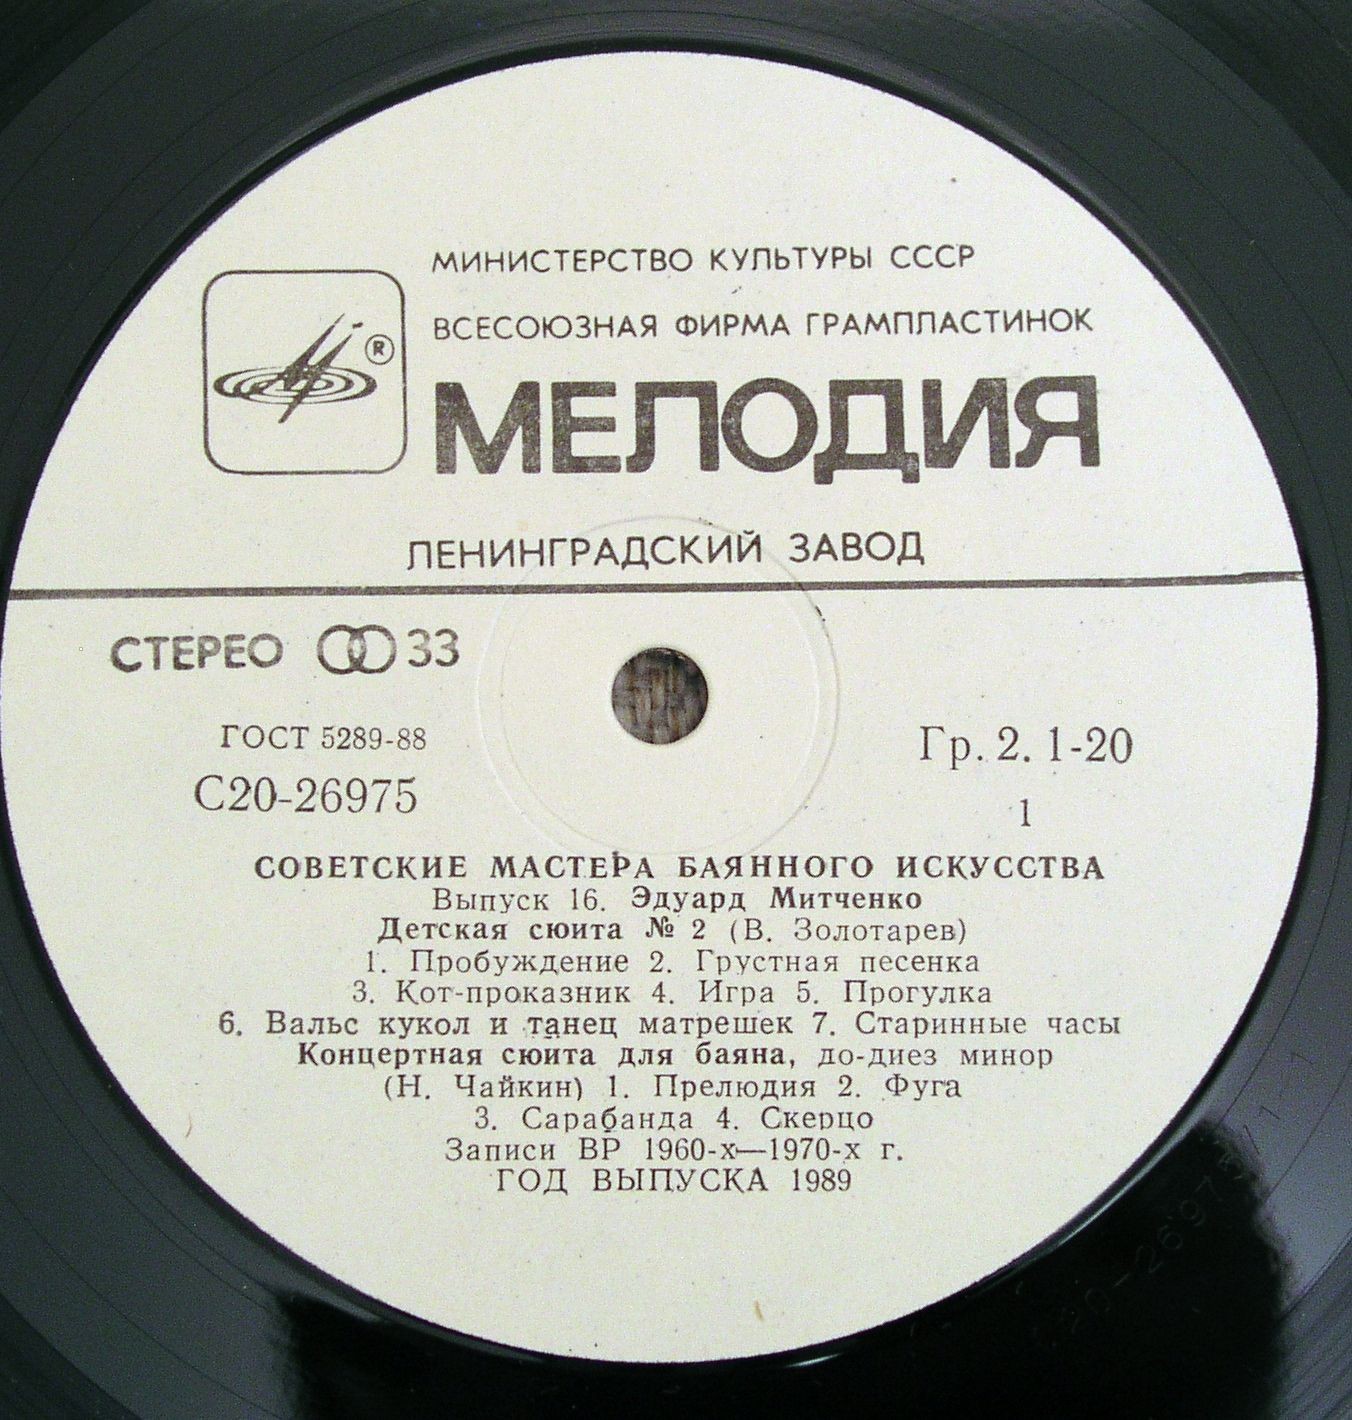 МИНИСТЕРСТВО КУЛЬТУРЫ СССР
ВСЕСОЮЗНАЯ ФИРМА ГРАМПЛАСТИНОК
®
МЕЛОДИЯ
ЛЕНИНГРАДСКИЙ ЗАВОД
СТЕРЕО 33
ГОСТ 5289-88
Гр. 2. 1-20
С20-26975
1
СОВЕТСКИЕ МАСТЕРА БАЯННОГО ИСКУССТВА
Выпуск 16. Эдуард Митченко
Детская сюита № 2 (В. Золотарев)
1. Пробуждение 2. Грустная песенка
3. Кот-проказник 4. Игра 5. Прогулка
6. Вальс кукол и танец матрешек 7. Старинные часы
Концертная сюита для баяна, до-диез минор
(Н. Чайкин) 1. Прелюдия 2. Фуга
3. Сарабанда 4. Скерцо
Записи ВР 1960-х—1970-х г.
ГОД ВЫПУСКА 1989